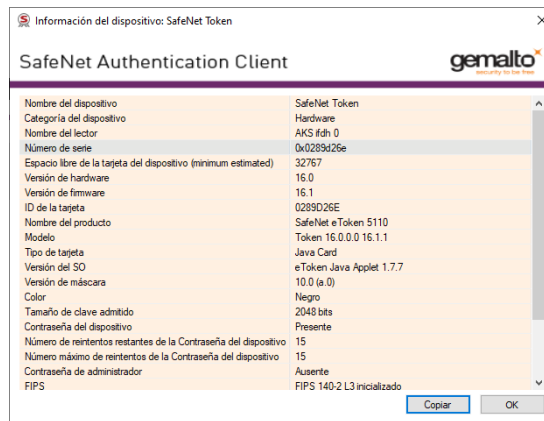 Información del dispositivo: SafeNet Token
SafeNet Authentication Client
gemalto
security to be free
Nombre del dispositivo SafeNet Token
Categoría del dispositivo Hardware
Nombre del lector AKS ifdh 0
Número de serie 0x0289d26e
Espacio libre de la tarjeta del dispositivo (minimum estimated) 32767
Versión de hardware 16.0
Versión de firmware 16.1
ID de la tarjeta 0289D26E
Nombre del producto SafeNet eToken 5110
Modelo Token 16.0.0.0 16.1.1
Tipo de tarjeta Java Card
Versión del SO eToken Java Applet 1.7.7
Versión de máscara 10.0 (a.0)
Color Negro
Tamaño de clave admitido 2048 bits
Contraseña del dispositivo Presente
Número de reintentos restantes de la Contraseña del dispositivo 15
Número máximo de reintentos de la Contraseña del dispositivo 15
Contraseña de administrador Ausente
FIPS FIPS 140-2 L3 inicializado
Copiar OK